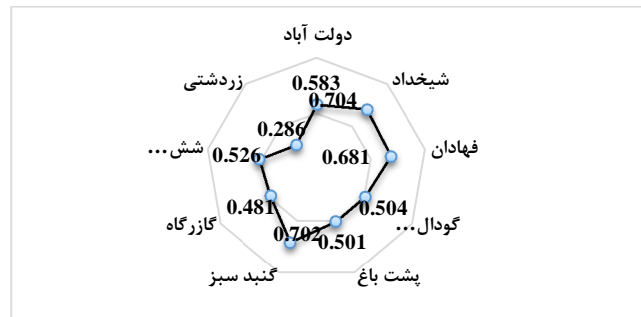 دولت آباد
0.583
شیخداد
0.704
فهادان
0.681
گودال...
0.504
پشت باغ
0.501
گنبد سبز
0.702
گازرگاه
0.481
شش...
0.526
زردشتی
0.286